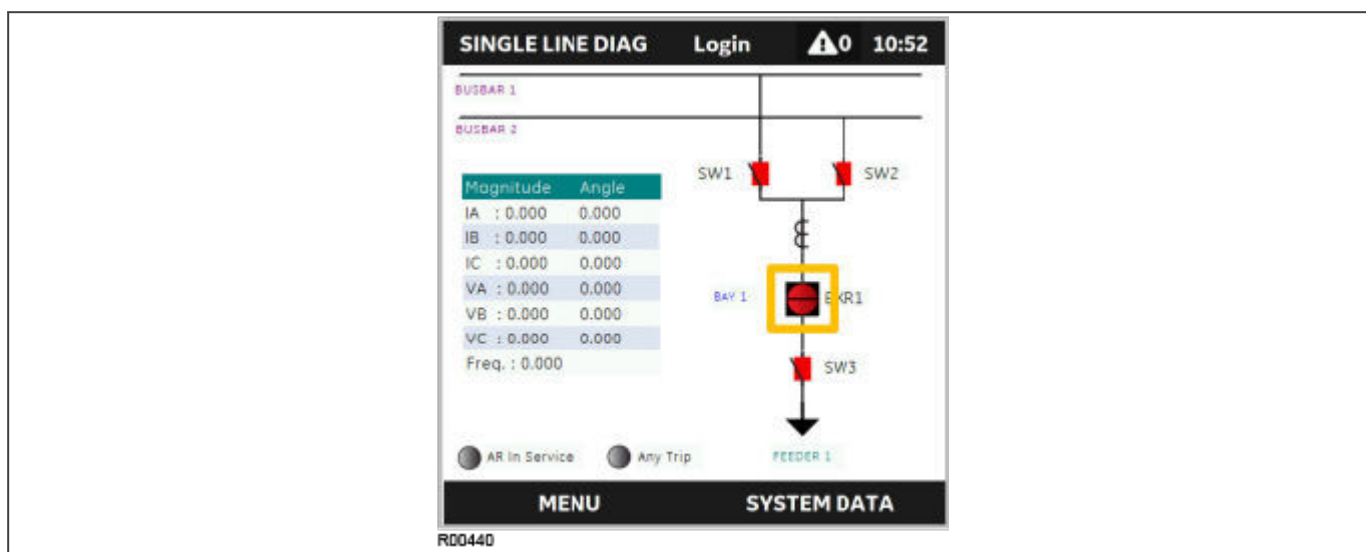 SINGLE LINE DIAG Login 0 10:52
BUSBAR 1
BUSBAR 2
SW1 SW2
Magnitude Angle
IA : 0.000 0.000
IB : 0.000 0.000
IC : 0.000 0.000
VA : 0.000 0.000
VB : 0.000 0.000
VC : 0.000 0.000
Freq. : 0.000
BAY 1
SW3
AR In Service Any Trip FEEDER 1
MENU SYSTEM DATA
R00440